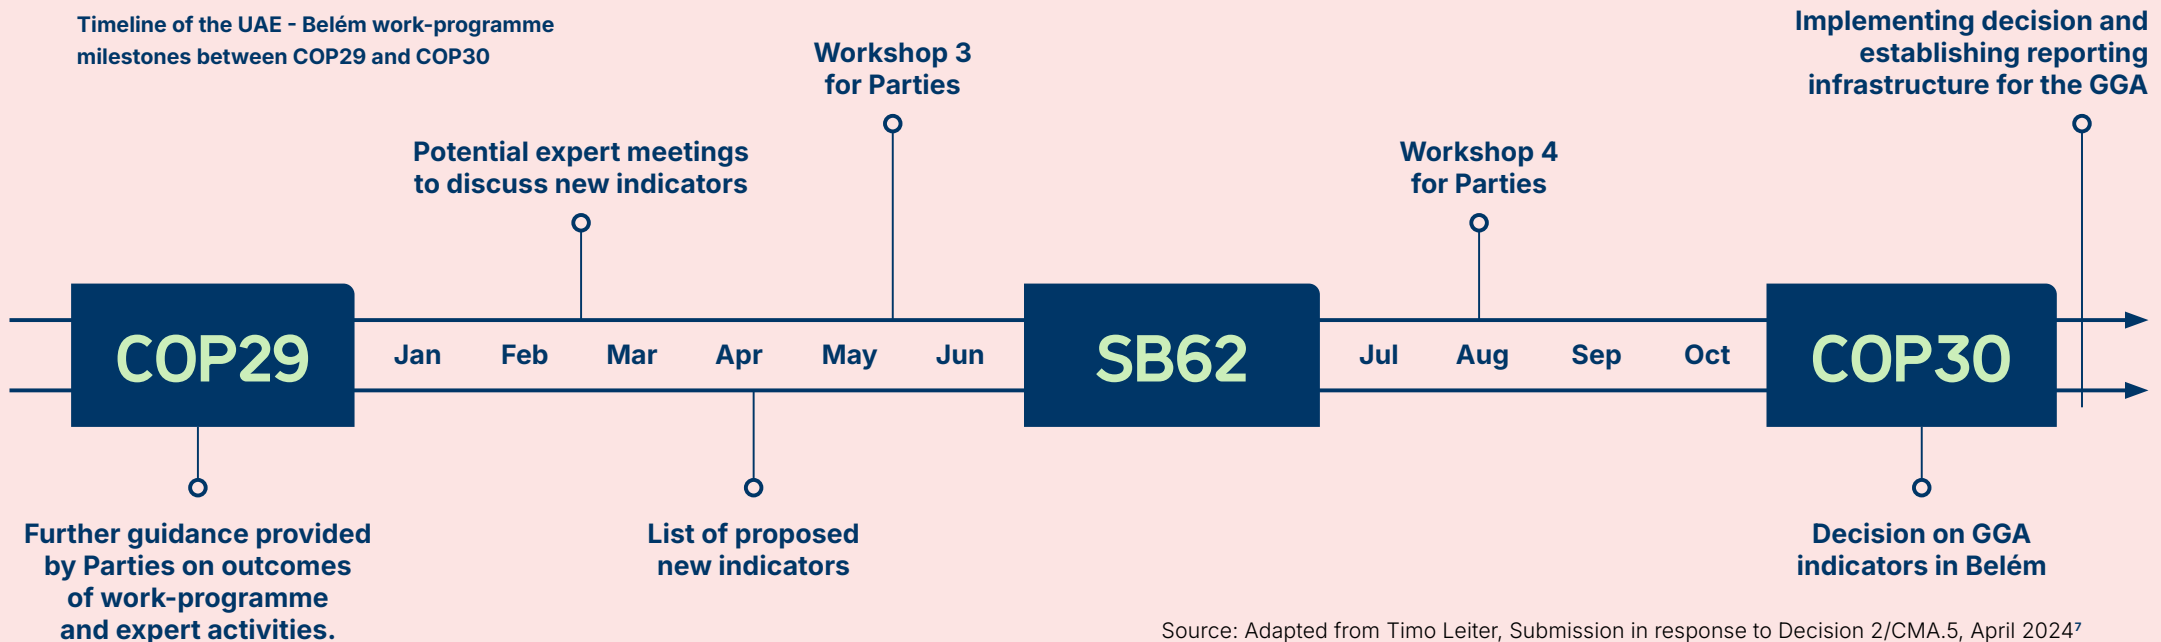 Timeline of the UAE - Belém work-programme
milestones between COP29 and COP30
Workshop 3
for Parties
Implementing decision and
establishing reporting
infrastructure for the GGA
Potential expert meetings
to discuss new indicators
Workshop 4
for Parties
COP29
Jan Feb Mar Apr May Jun
SB62
Jul Aug Sep Oct
COP30
Further guidance provided
by Parties on outcomes
of work-programme
and expert activities.
List of proposed
new indicators
Decision on GGA
indicators in Belém
Source: Adapted from Timo Leiter, Submission in response to Decision 2/CMA.5, April 2024⁷